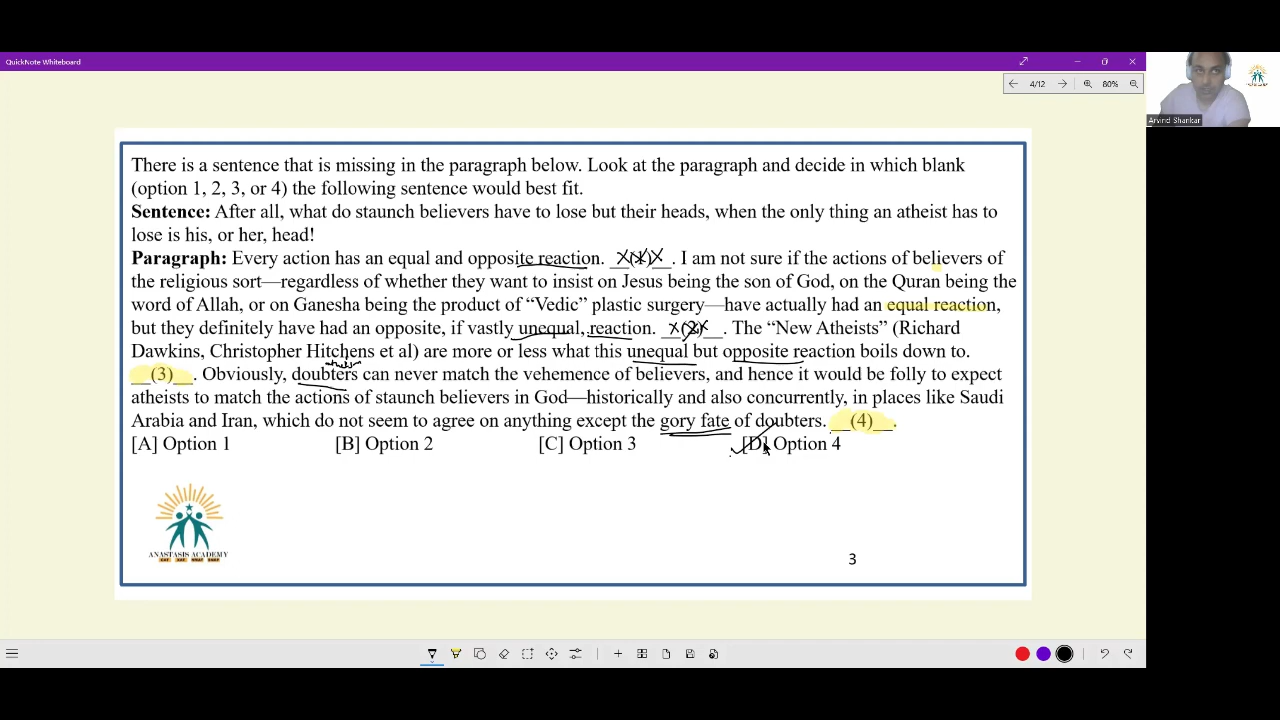 QuickNote Whiteboard
4/12
80%
Arvind Shankar
There is a sentence that is missing in the paragraph below. Look at the paragraph and decide in which blank
(option 1, 2, 3, or 4) the following sentence would best fit.
Sentence: After all, what do staunch believers have to lose but their heads, when the only thing an atheist has to
lose is his, or her, head!
Paragraph: Every action has an equal and opposite reaction. __(1)__. I am not sure if the actions of believers of
the religious sort—regardless of whether they want to insist on Jesus being the son of God, on the Quran being the
word of Allah, or on Ganesha being the product of “Vedic” plastic surgery—have actually had an equal reaction,
but they definitely have had an opposite, if vastly unequal, reaction. __(2)__. The “New Atheists” (Richard
Dawkins, Christopher Hitchens et al) are more or less what this unequal but opposite reaction boils down to.
__(3)__. Obviously, doubters can never match the vehemence of believers, and hence it would be folly to expect
atheists to match the actions of staunch believers in God—historically and also concurrently, in places like Saudi
Arabia and Iran, which do not seem to agree on anything except the gory fate of doubters. __(4)__.
[A] Option 1 [B] Option 2 [C] Option 3 [D] Option 4
ANASTASIS ACADEMY
3